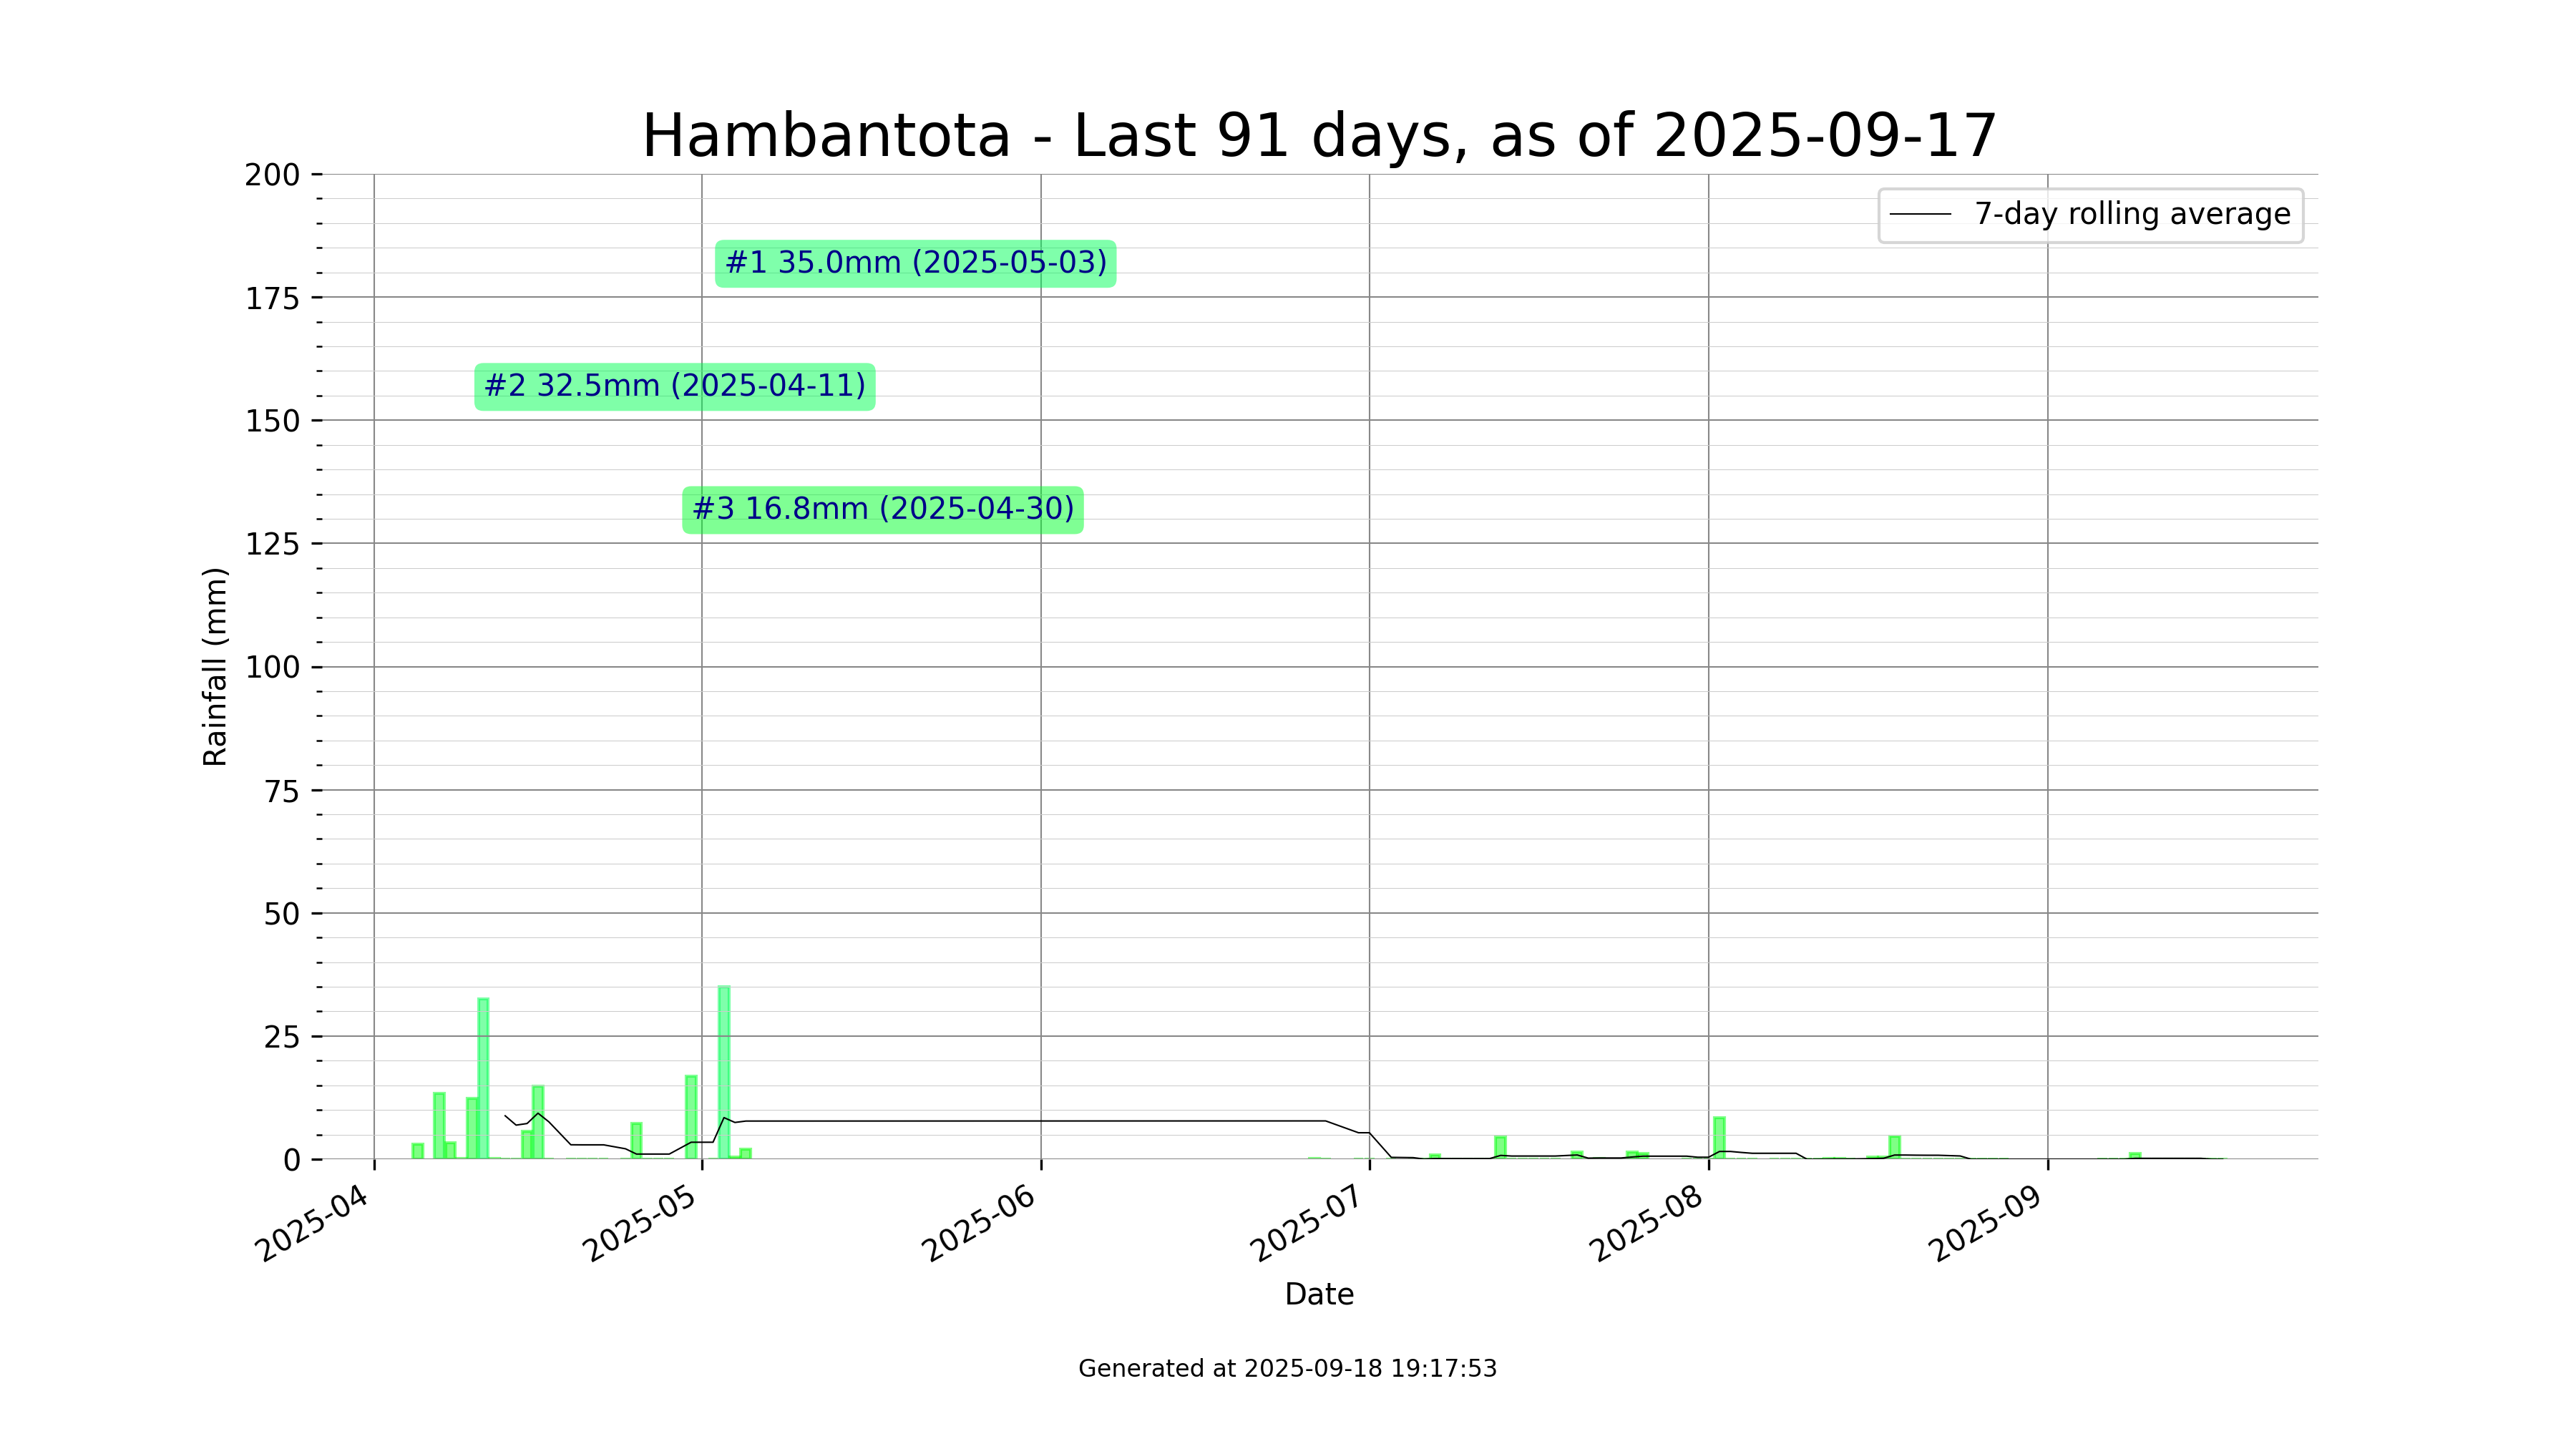 Hambantota - Last 91 days, as of 2025-09-17
7-day rolling average
#1 35.0mm (2025-05-03)
#2 32.5mm (2025-04-11)
#3 16.8mm (2025-04-30)
Rainfall (mm)
200
175
150
125
100
75
50
25
0
2025-04
2025-05
2025-06
2025-07
2025-08
2025-09
Date
Generated at 2025-09-18 19:17:53